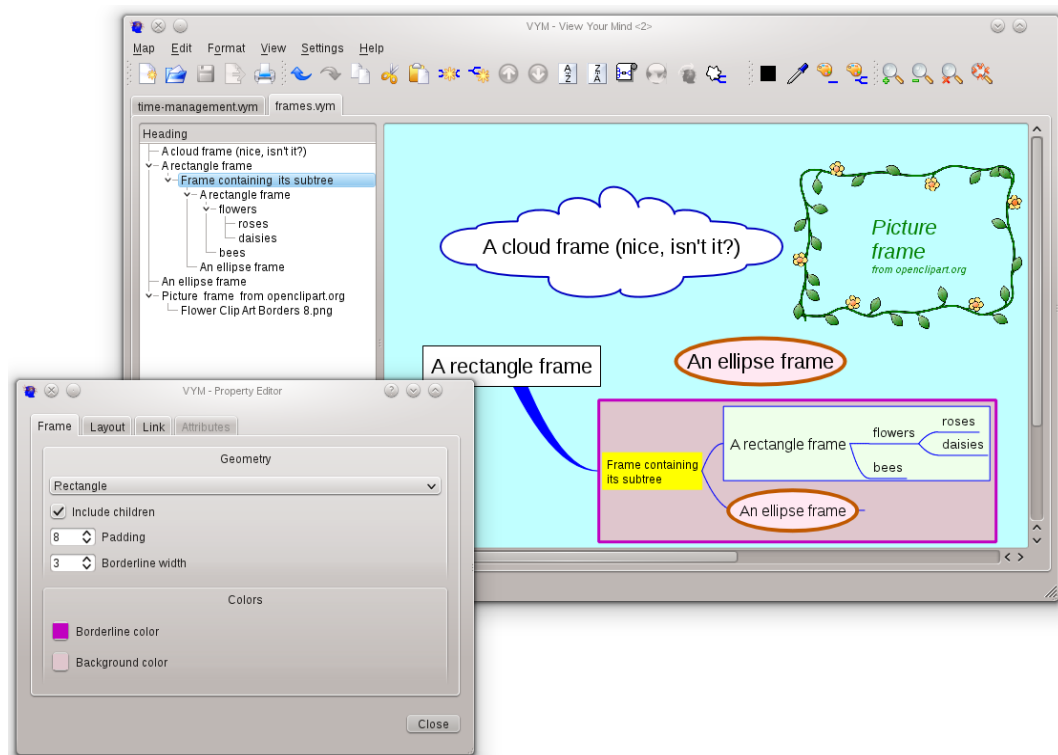 VYM - View Your Mind <2>
Map Edit Format View Settings Help
A
Z
Z
A
time-management.vym frames.vym
Heading
A cloud frame (nice, isn't it?)
A rectangle frame
Frame containing its subtree
A rectangle frame
flowers
roses
daisies
bees
An ellipse frame
An ellipse frame
Picture frame from openclipart.org
Flower Clip Art Borders 8.png
A cloud frame (nice, isn't it?)
Picture
frame
from openclipart.org
A rectangle frame
An ellipse frame
Frame containing
its subtree
A rectangle frame
flowers
roses
daisies
bees
An ellipse frame
VYM - Property Editor
Frame Layout Link Attributes
Geometry
Rectangle
Include children
8 Padding
3 Borderline width
Colors
Borderline color
Background color
Close